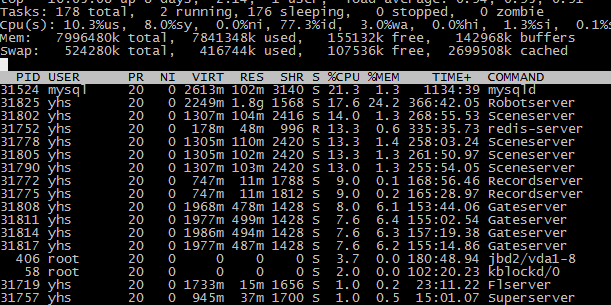 Tasks: 178 total, 2 running, 176 sleeping, 0 stopped, 0 zombie
Cpu(s): 10.3%us, 8.0%sy, 0.0%ni, 77.3%id, 3.0%wa, 0.0%hi, 1.3%si, 0.1%s
Mem: 7996480k total, 7841348k used, 155132k free, 142968k buffers
Swap: 524280k total, 416744k used, 107536k free, 2699508k cached
PID USER PR NI VIRT RES SHR S %CPU %MEM TIME+ COMMAND
31524 mysql 20 0 2613m 102m 3140 S 21.3 1.3 1134:39 mysqld
31825 yhs 20 0 2249m 1.8g 1568 S 17.6 24.2 366:42.05 Robotserver
31802 yhs 20 0 1307m 104m 2416 S 14.0 1.3 268:55.53 Sceneserver
31752 yhs 20 0 178m 48m 996 R 13.3 0.6 335:35.73 redis-server
31778 yhs 20 0 1305m 110m 2420 S 13.3 1.4 258:03.24 Sceneserver
31805 yhs 20 0 1305m 102m 2420 S 13.3 1.3 261:50.97 Sceneserver
31790 yhs 20 0 1307m 103m 2420 S 13.0 1.3 255:54.05 Sceneserver
31772 yhs 20 0 747m 11m 1788 S 9.0 0.1 168:56.46 Recordserver
31775 yhs 20 0 747m 11m 1812 S 9.0 0.2 165:28.97 Recordserver
31808 yhs 20 0 1968m 478m 1428 S 8.0 6.1 153:44.06 Gateserver
31811 yhs 20 0 1977m 499m 1428 S 7.6 6.4 155:02.54 Gateserver
31814 yhs 20 0 1986m 494m 1428 S 7.6 6.3 157:19.38 Gateserver
31817 yhs 20 0 1977m 487m 1428 S 7.6 6.2 155:14.86 Gateserver
406 root 20 0 0 0 0 S 3.7 0.0 180:48.94 jbd2/vda1-8
58 root 20 0 0 0 0 S 2.0 0.0 102:20.23 kblockd/0
31719 yhs 20 0 1733m 15m 1656 S 1.0 0.2 23:11.22 Flserver
31757 yhs 20 0 945m 37m 1700 S 1.0 0.5 15:01.07 Superserver